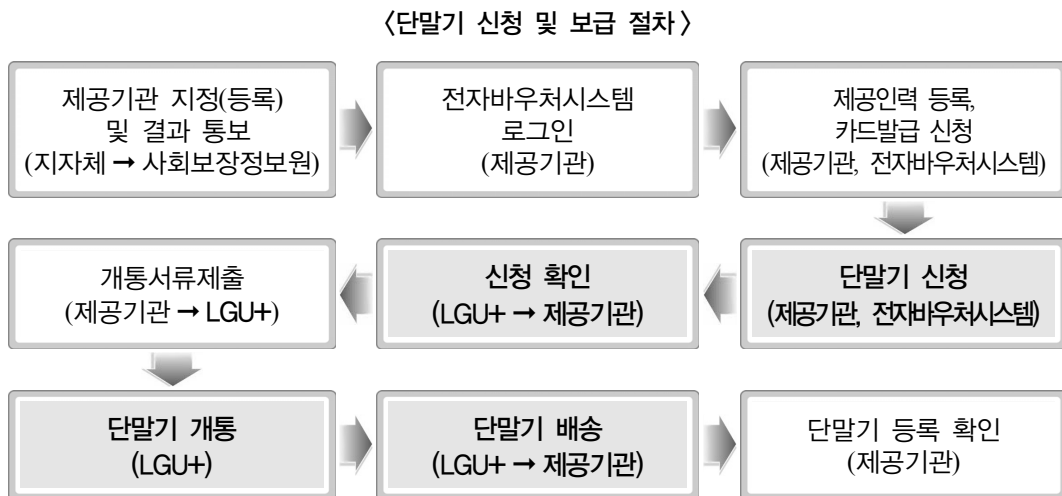 〈단말기 신청 및 보급 절차〉
제공기관 지정(등록)
및 결과 통보
(지자체 → 사회보장정보원)
전자바우처시스템
로그인
(제공기관)
제공인력 등록,
카드발급 신청
(제공기관, 전자바우처시스템)
단말기 신청
(제공기관, 전자바우처시스템)
신청 확인
(LGU+ → 제공기관)
개통서류제출
(제공기관 → LGU+)
단말기 개통
(LGU+)
단말기 배송
(LGU+ → 제공기관)
단말기 등록 확인
(제공기관)